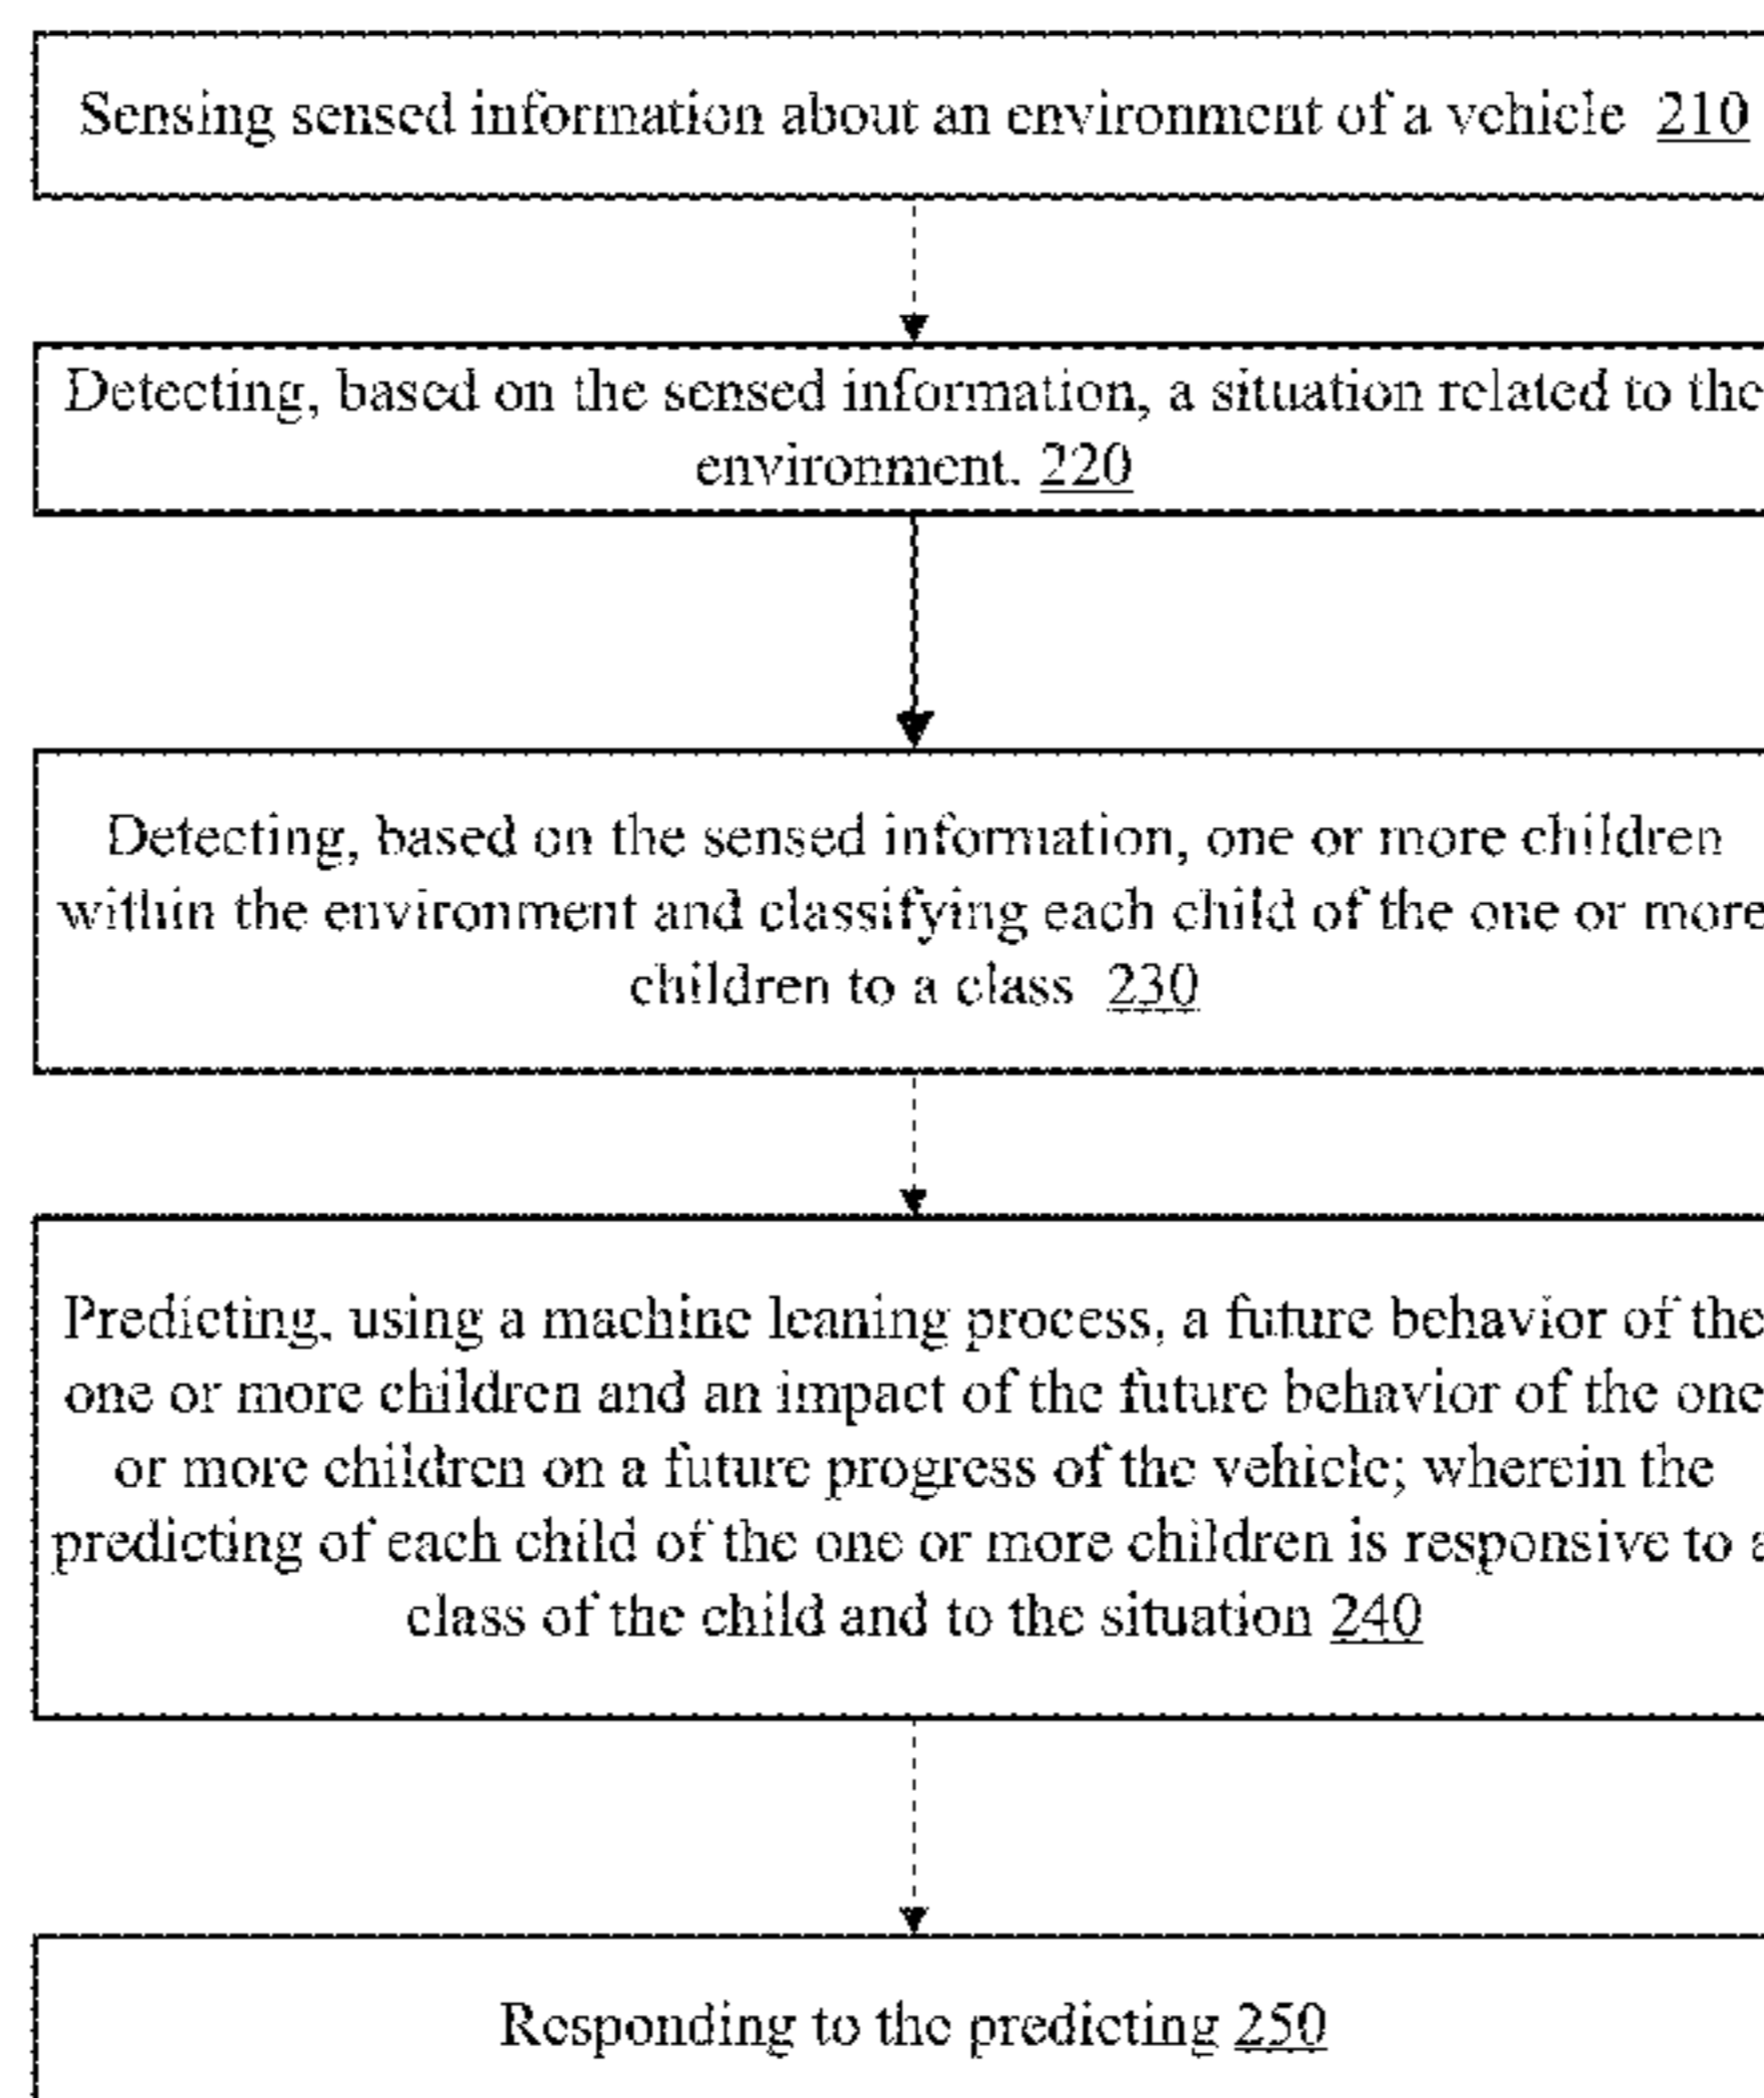 Sensing sensed information about an environment of a vehicle 210
Detecting, based on the sensed information, a situation related to the
environment. 220
Detecting, based on the sensed information, one or more children
within the environment and classifying each child of the one or more
children to a class 230
Predicting, using a machine leaning process, a future behavior of the
one or more children and an impact of the future behavior of the one
or more children on a future progress of the vehicle; wherein the
predicting of each child of the one or more children is responsive to a
class of the child and to the situation 240
Responding to the predicting 250